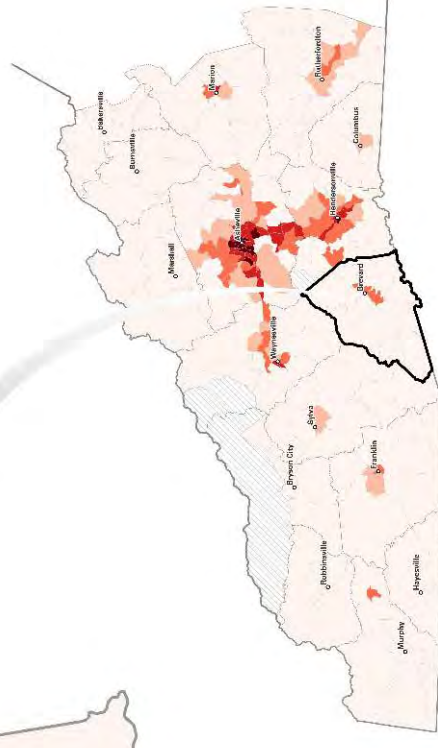 Bakersville
Burnsville
Marion
Rutherfordton
Columbus
Marshall
Asheville
Hendersonville
Waynesville
Brevard
Sylva
Bryson City
Franklin
Robbinsville
Hayesville
Murphy